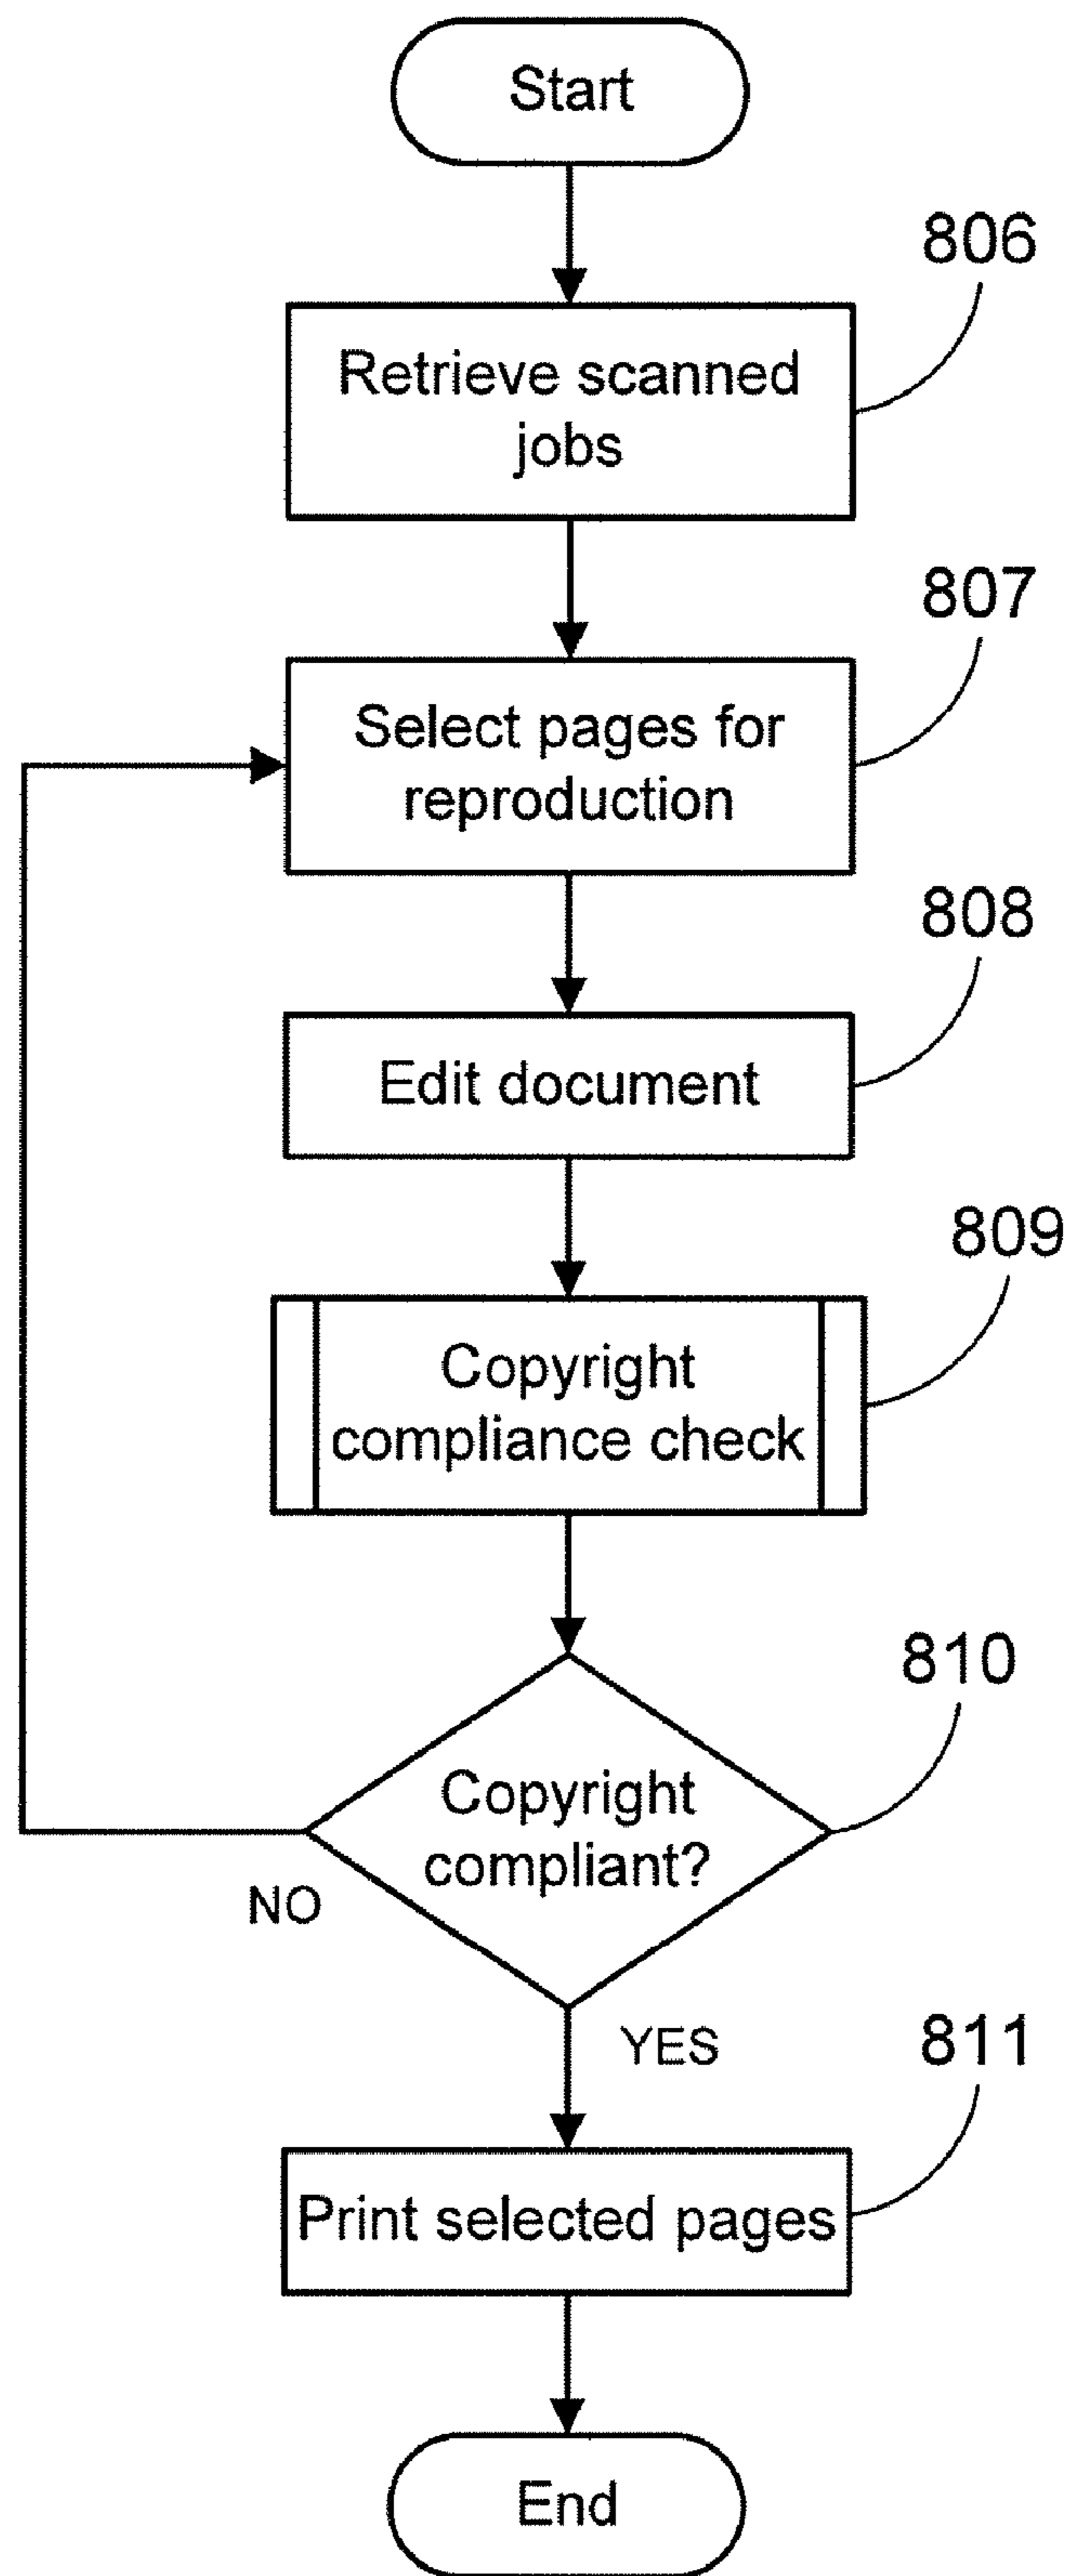 Start
806
Retrieve scanned
jobs
807
Select pages for
reproduction
808
Edit document
809
Copyright
compliance check
810
Copyright
compliant?
NO
YES
811
Print selected pages
End